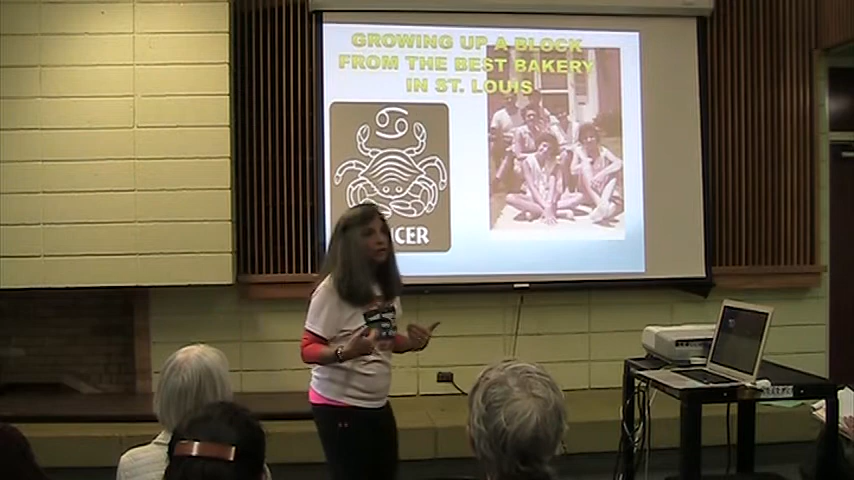 GROWING UP A BLOCK
FROM THE BEST BAKERY
IN ST. LOUIS
NCER